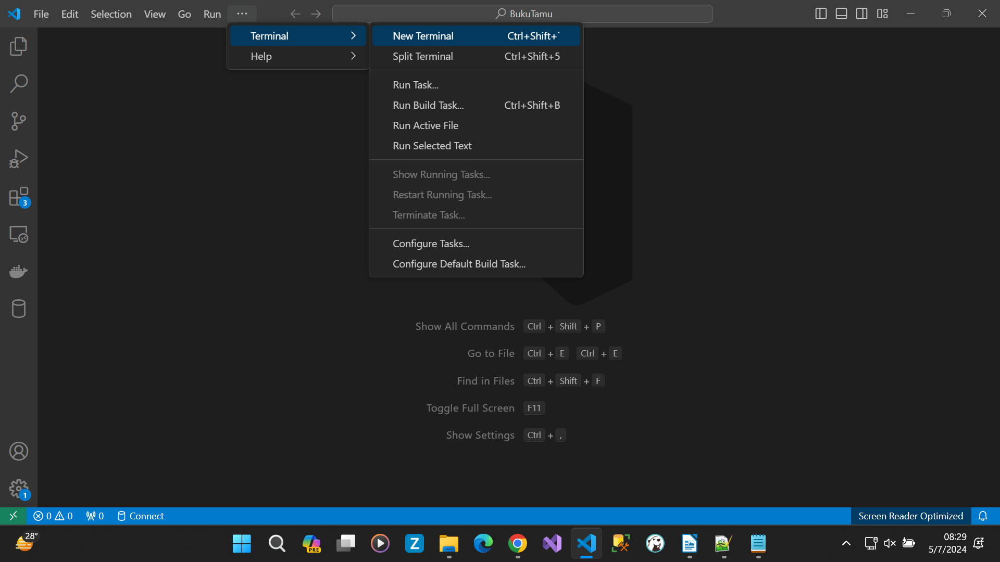 File Edit Selection View Go Run ··· BukuTamu
Terminal
Help
New Terminal Ctrl+Shift+`
Split Terminal Ctrl+Shift+5
Run Task...
Run Build Task... Ctrl+Shift+B
Run Active File
Run Selected Text
Show Running Tasks...
Restart Running Task...
Terminate Task...
Configure Tasks...
Configure Default Build Task...
3
Show All Commands Ctrl + Shift + P
Go to File Ctrl + E Ctrl + E
Find in Files Ctrl + Shift + F
Toggle Full Screen F11
Show Settings Ctrl + ,
1
0 0 0 Connect Screen Reader Optimized
28° PRE Z 08:29
5/7/2024